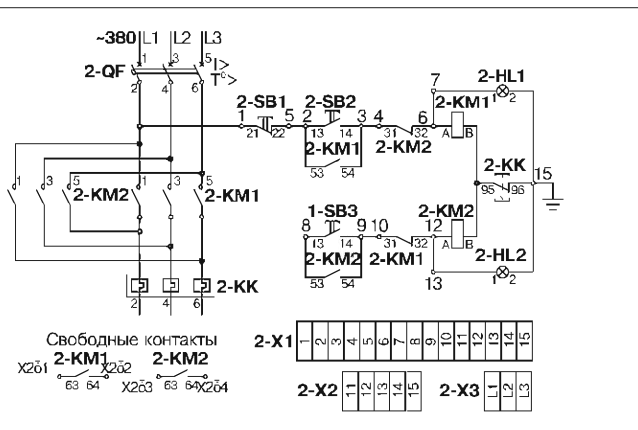 ~380 L1 L2 L3
1 3 5 I>
2-QF T°>
2 4 6
7 2-HL1
2-KM1 1 2
2-SB1 2-SB2
1 5 2 3 4 6
21 22 13 14 31 32 A B
2-KM1 2-KM2
53 54
2-KK
95 96 15
1 3 5 2-KM2 1 3 5 2-KM1
1-SB3 2-KM2
8 9 10 12
13 14 31 32 A B
2-KM2 2-KM1 2-HL2
53 54 1 2
13
2-KK
2 4 6
Свободные контакты
2-KM1 2-KM2
X2б1 63 64 X2б2
X2б3 63 64 X2б4
2-X1 1 2 3 4 5 6 7 8 9 10 11 12 13 14 15
2-X2 11 12 13 14 15 2-X3 L1 L2 L3